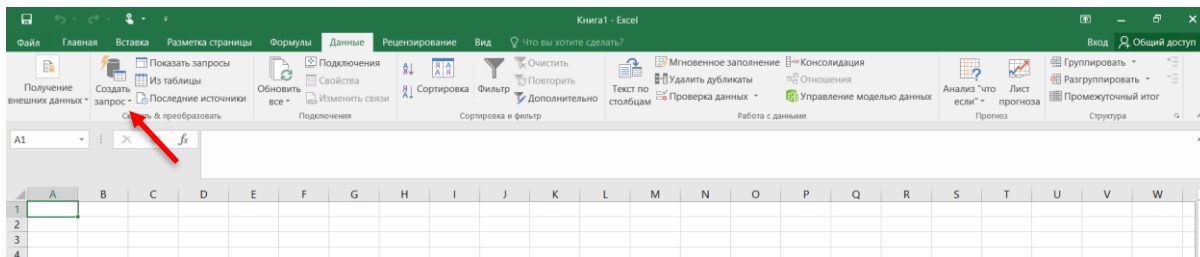 Книга1 - Excel
Файл Главная Вставка Разметка страницы Формулы Данные Рецензирование Вид Что вы хотите сделать? Вход Общий доступ
Получение внешних данных
Создать запрос
Показать запросы
Из таблицы
Последние источники
Скачать & преобразовать
Обновить все
Подключения
Свойства
Изменить связи
Подключения
Сортировка
Фильтр
Очистить
Повторить
Дополнительно
Сортировка и фильтр
Текст по столбцам
Мгновенное заполнение
Удалить дубликаты
Проверка данных
Консолидация
Отношения
Управление моделью данных
Работа с данными
Анализ "что если"
Лист прогноза
Прогноз
Группировать
Разгруппировать
Промежуточный итог
Структура
A1 fx
A B C D E F G H I J K L M N O P Q R S T U V W
1
2
3
4